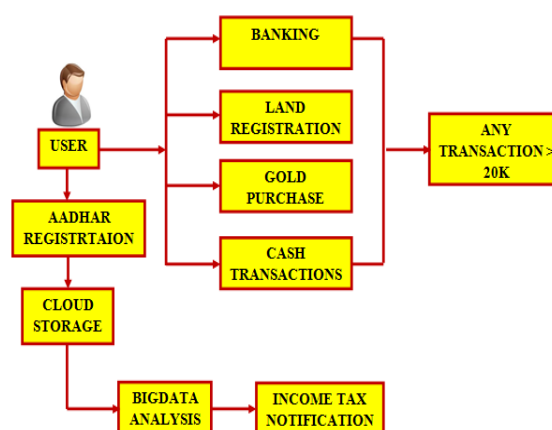 BANKING
LAND
REGISTRATION
GOLD
PURCHASE
CASH
TRANSACTIONS
ANY
TRANSACTION >
20K
USER
AADHAR
REGISTRTAION
CLOUD
STORAGE
BIGDATA
ANALYSIS
INCOME TAX
NOTIFICATION